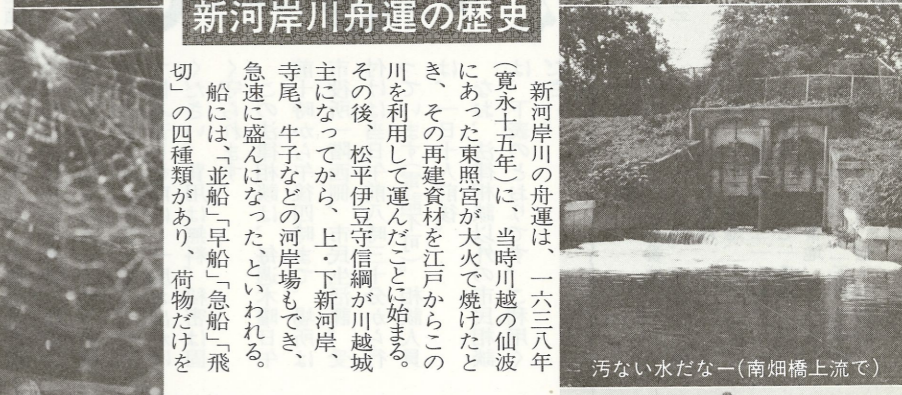 新河岸川舟運の歴史
新河岸川の舟運は、一六三八年
(寛永十五年)に、当時川越の仙波
にあった東照宮が大火で焼けたと
き、その再建資材を江戸からこの
川を利用して運んだことに始まる。
その後、松平伊豆守信綱が川越城
主になってから、上・下新河岸、
寺尾、牛子などの河岸場もでき、
急速に盛んになった、といわれる。
船には、「並船」「早船」「急船」「飛
切」の四種類があり、荷物だけを
汚ない水だなー(南畑橋上流で)